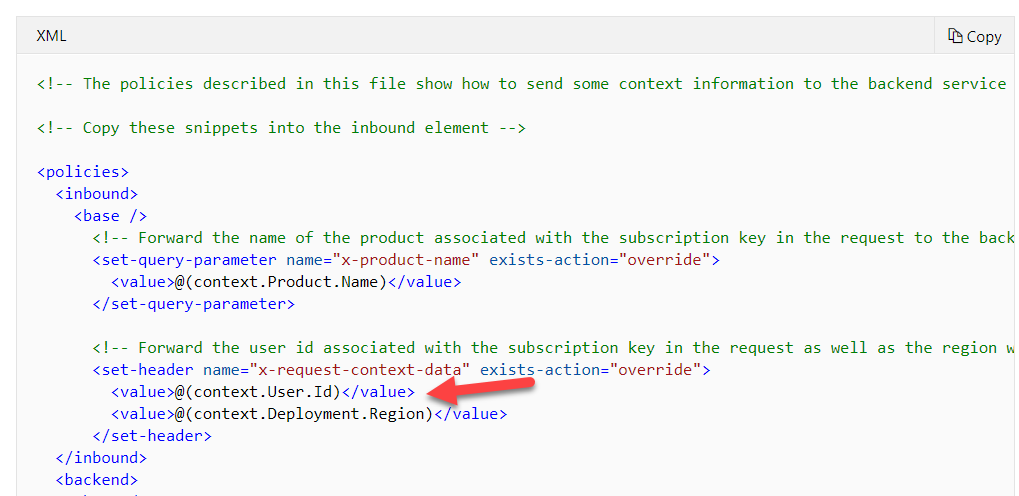 XML
Copy
<!-- The policies described in this file show how to send some context information to the backend service
<!-- Copy these snippets into the inbound element -->
<policies>
<inbound>
<base />
<!-- Forward the name of the product associated with the subscription key in the request to the back
<set-query-parameter name="x-product-name" exists-action="override">
<value>@(context.Product.Name)</value>
</set-query-parameter>
<!-- Forward the user id associated with the subscription key in the request as well as the region w
<set-header name="x-request-context-data" exists-action="override">
<value>@(context.User.Id)</value>
<value>@(context.Deployment.Region)</value>
</set-header>
</inbound>
<backend>